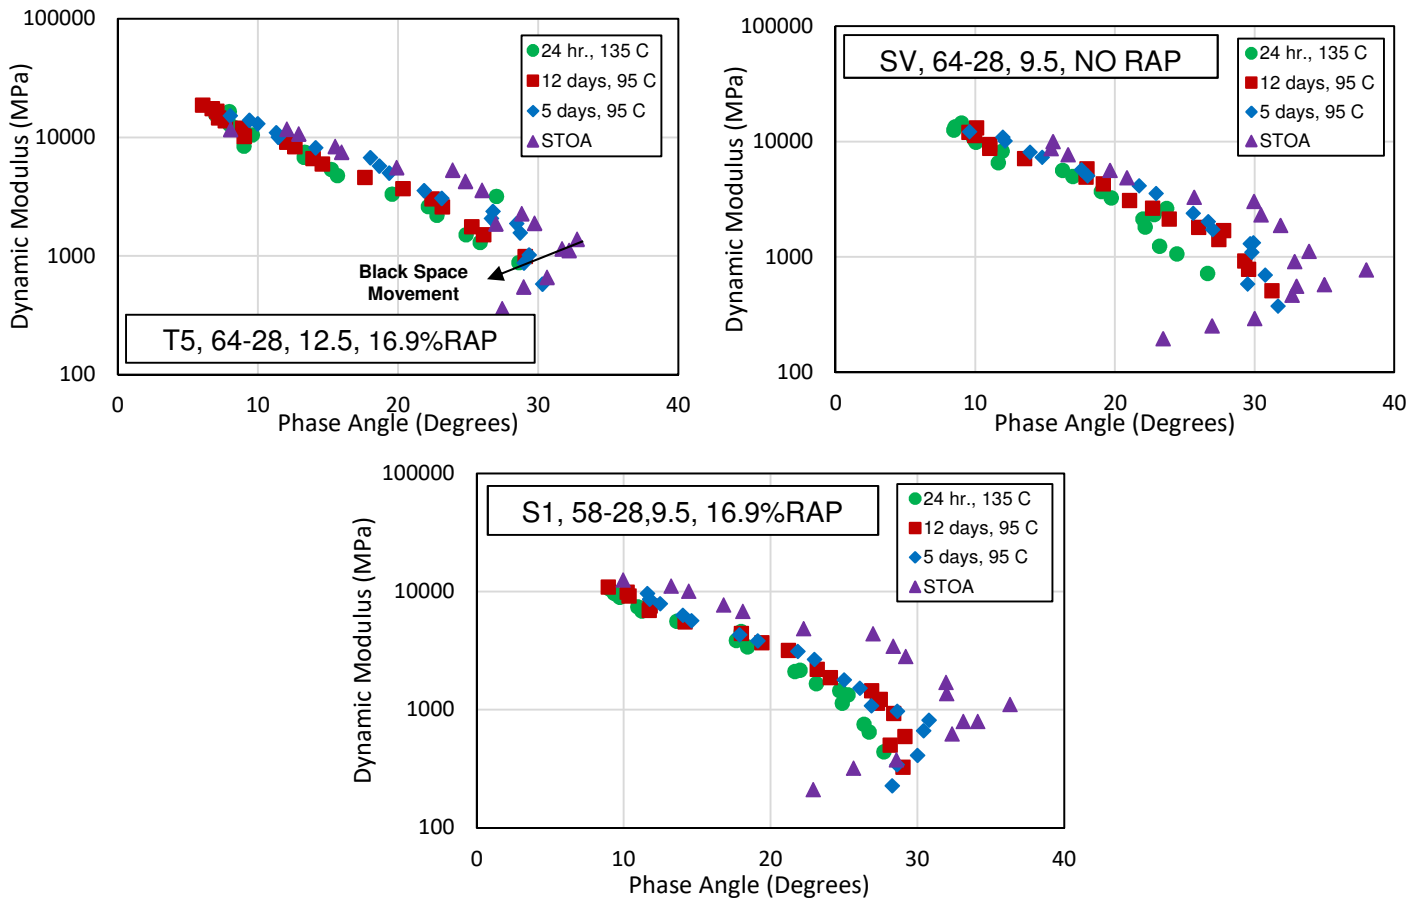 100000
10000
1000
100
0
10
20
30
40
Dynamic Modulus (MPa)
Phase Angle (Degrees)
24 hr., 135 C
12 days, 95 C
5 days, 95 C
STOA
Black Space
Movement
T5, 64-28, 12.5, 16.9%RAP
100000
10000
1000
100
0
10
20
30
40
Dynamic Modulus (MPa)
Phase Angle (Degrees)
SV, 64-28, 9.5, NO RAP
24 hr., 135 C
12 days, 95 C
5 days, 95 C
STOA
100000
10000
1000
100
0
10
20
30
40
Dynamic Modulus (MPa)
Phase Angle (Degrees)
S1, 58-28,9.5, 16.9%RAP
24 hr., 135 C
12 days, 95 C
5 days, 95 C
STOA